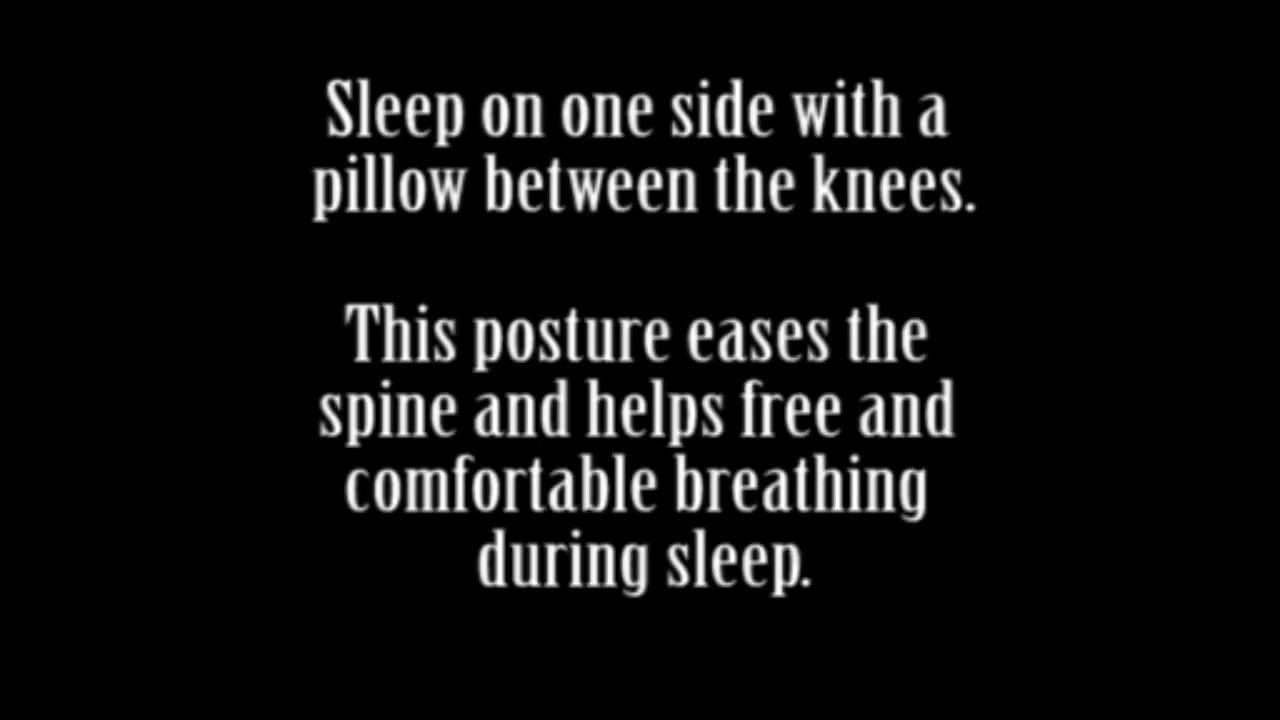 Sleep on one side with a
pillow between the knees.
This posture eases the
spine and helps free and
comfortable breathing
during sleep.